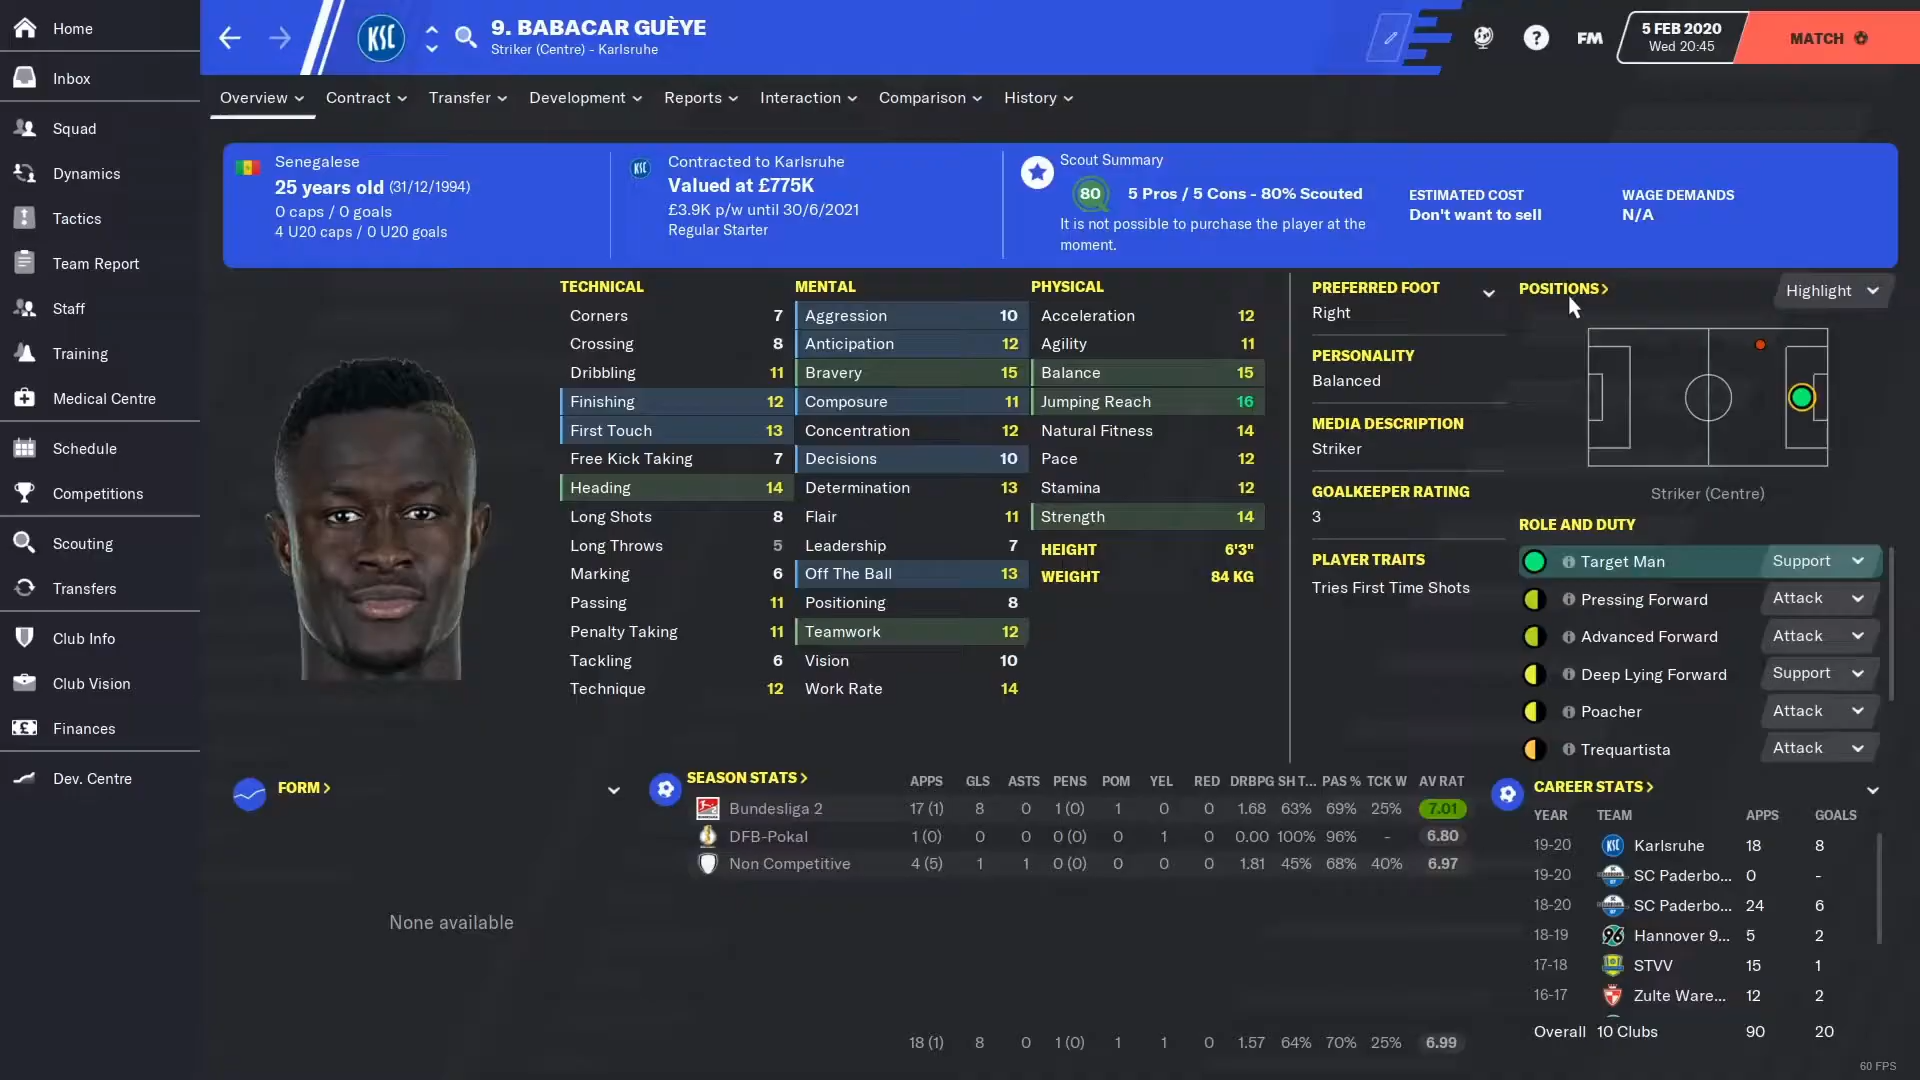 Home
Inbox
Squad
Dynamics
Tactics
Team Report
Staff
Training
Medical Centre
Schedule
Competitions
Scouting
Transfers
Club Info
Club Vision
Finances
Dev. Centre
KSC
9. BABACAR GUÈYE
Striker (Centre) - Karlsruhe
FM
5 FEB 2020
Wed 20:45
MATCH
Overview Contract Transfer Development Reports Interaction Comparison History
Senegalese
25 years old (31/12/1994)
0 caps / 0 goals
4 U20 caps / 0 U20 goals
Contracted to Karlsruhe
Valued at £775K
£3.9K p/w until 30/6/2021
Regular Starter
Scout Summary
80 5 Pros / 5 Cons - 80% Scouted
It is not possible to purchase the player at the
moment.
ESTIMATED COST
Don't want to sell
WAGE DEMANDS
N/A
TECHNICAL
Corners 7
Crossing 8
Dribbling 11
Finishing 12
First Touch 13
Free Kick Taking 7
Heading 14
Long Shots 8
Long Throws 5
Marking 6
Passing 11
Penalty Taking 11
Tackling 6
Technique 12
MENTAL
Aggression 10
Anticipation 12
Bravery 15
Composure 11
Concentration 12
Decisions 10
Determination 13
Flair 11
Leadership 7
Off The Ball 13
Positioning 8
Teamwork 12
Vision 10
Work Rate 14
PHYSICAL
Acceleration 12
Agility 11
Balance 15
Jumping Reach 16
Natural Fitness 14
Pace 12
Stamina 12
Strength 14
HEIGHT 6'3"
WEIGHT 84 KG
PREFERRED FOOT
Right
PERSONALITY
Balanced
MEDIA DESCRIPTION
Striker
GOALKEEPER RATING
3
PLAYER TRAITS
Tries First Time Shots
POSITIONS >
Highlight
Striker (Centre)
ROLE AND DUTY
Target Man Support
Pressing Forward Attack
Advanced Forward Attack
Deep Lying Forward Support
Poacher Attack
Trequartista Attack
FORM >
None available
SEASON STATS > APPS GLS ASTS PENS POM YEL RED DRBPG SH T... PAS % TCK W AV RAT
Bundesliga 2 17 (1) 8 0 1 (0) 1 0 0 1.68 63% 69% 25% 7.01
DFB-Pokal 1 (0) 0 0 0 (0) 0 1 0 0.00 100% 96% - 6.80
Non Competitive 4 (5) 1 1 0 (0) 0 0 0 1.81 45% 68% 40% 6.97
18 (1) 8 0 1 (0) 1 1 0 1.57 64% 70% 25% 6.99
CAREER STATS >
YEAR TEAM APPS GOALS
19-20 Karlsruhe 18 8
19-20 SC Paderbo... 0 -
18-20 SC Paderbo... 24 6
18-19 Hannover 9... 5 2
17-18 STVV 15 1
16-17 Zulte Ware... 12 2
Overall 10 Clubs 90 20
60 FPS